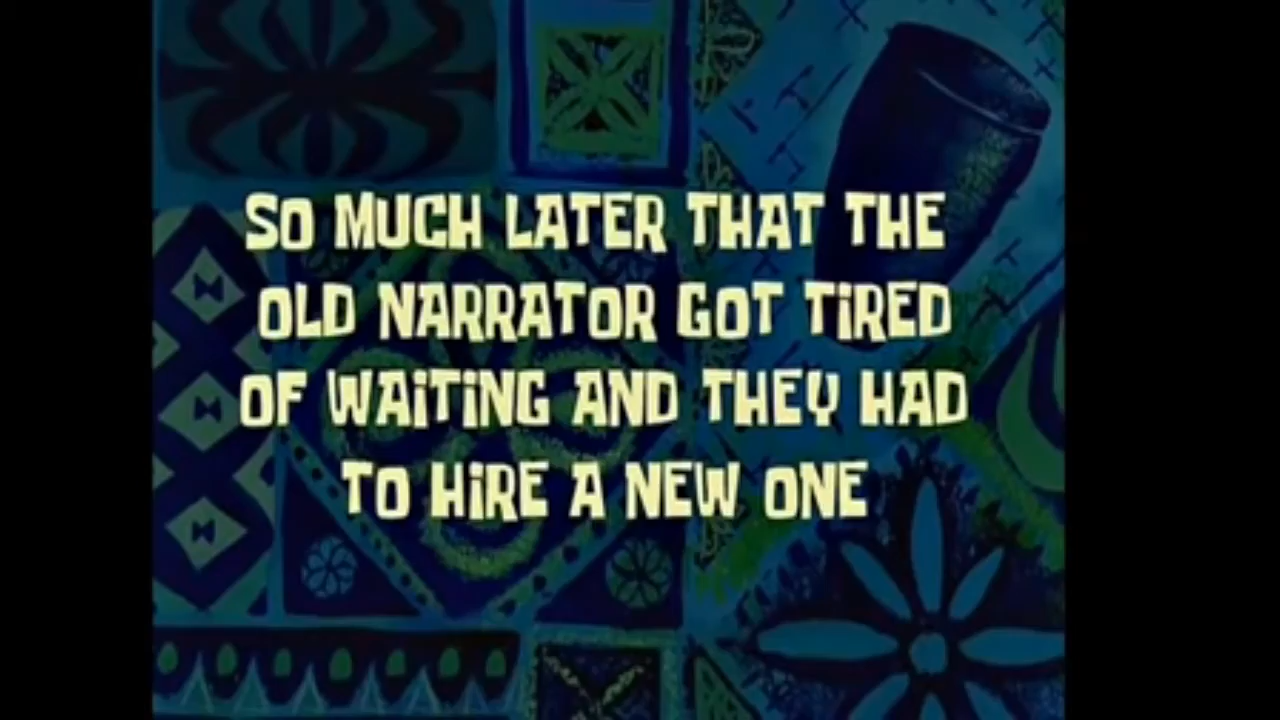 SO MUCH LATER THAT THE
OLD NARRATOR GOT TiRED
OF WAiTiNG AND THEY HAD
TO HiRE A NEW ONE